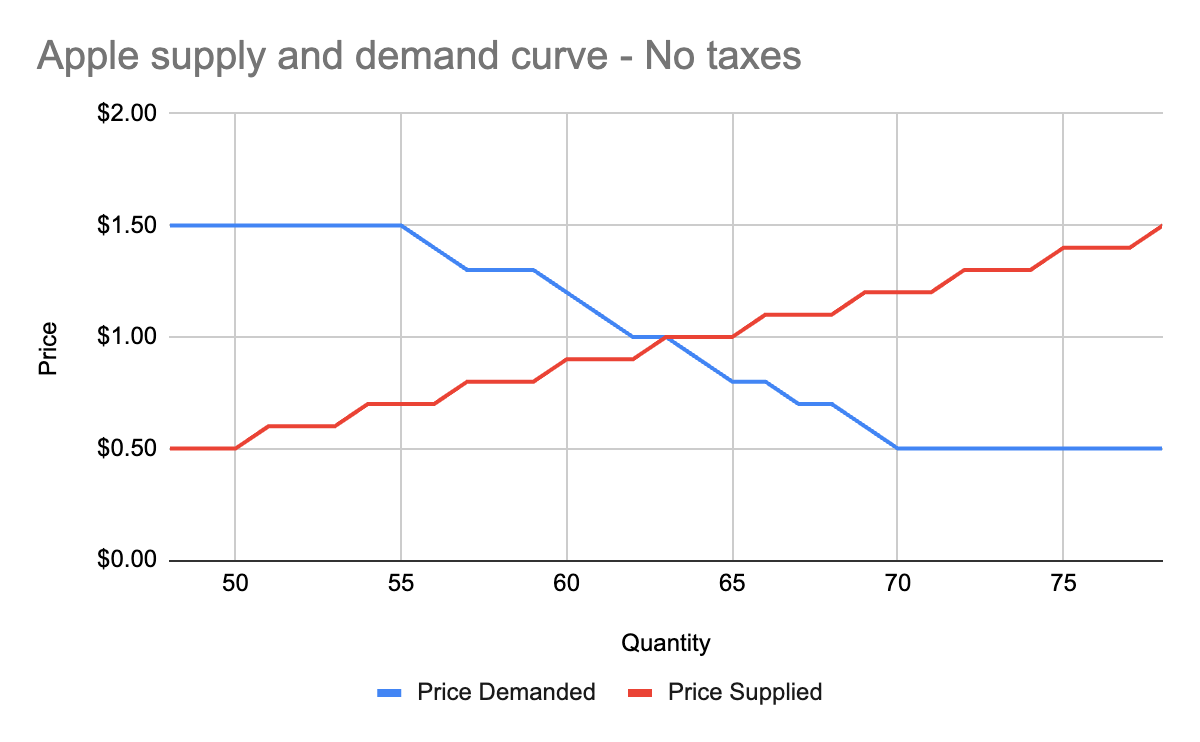 Apple supply and demand curve - No taxes
$2.00
$1.50
$1.00
$0.50
$0.00
Price
50 55 60 65 70 75
Quantity
Price Demanded Price Supplied